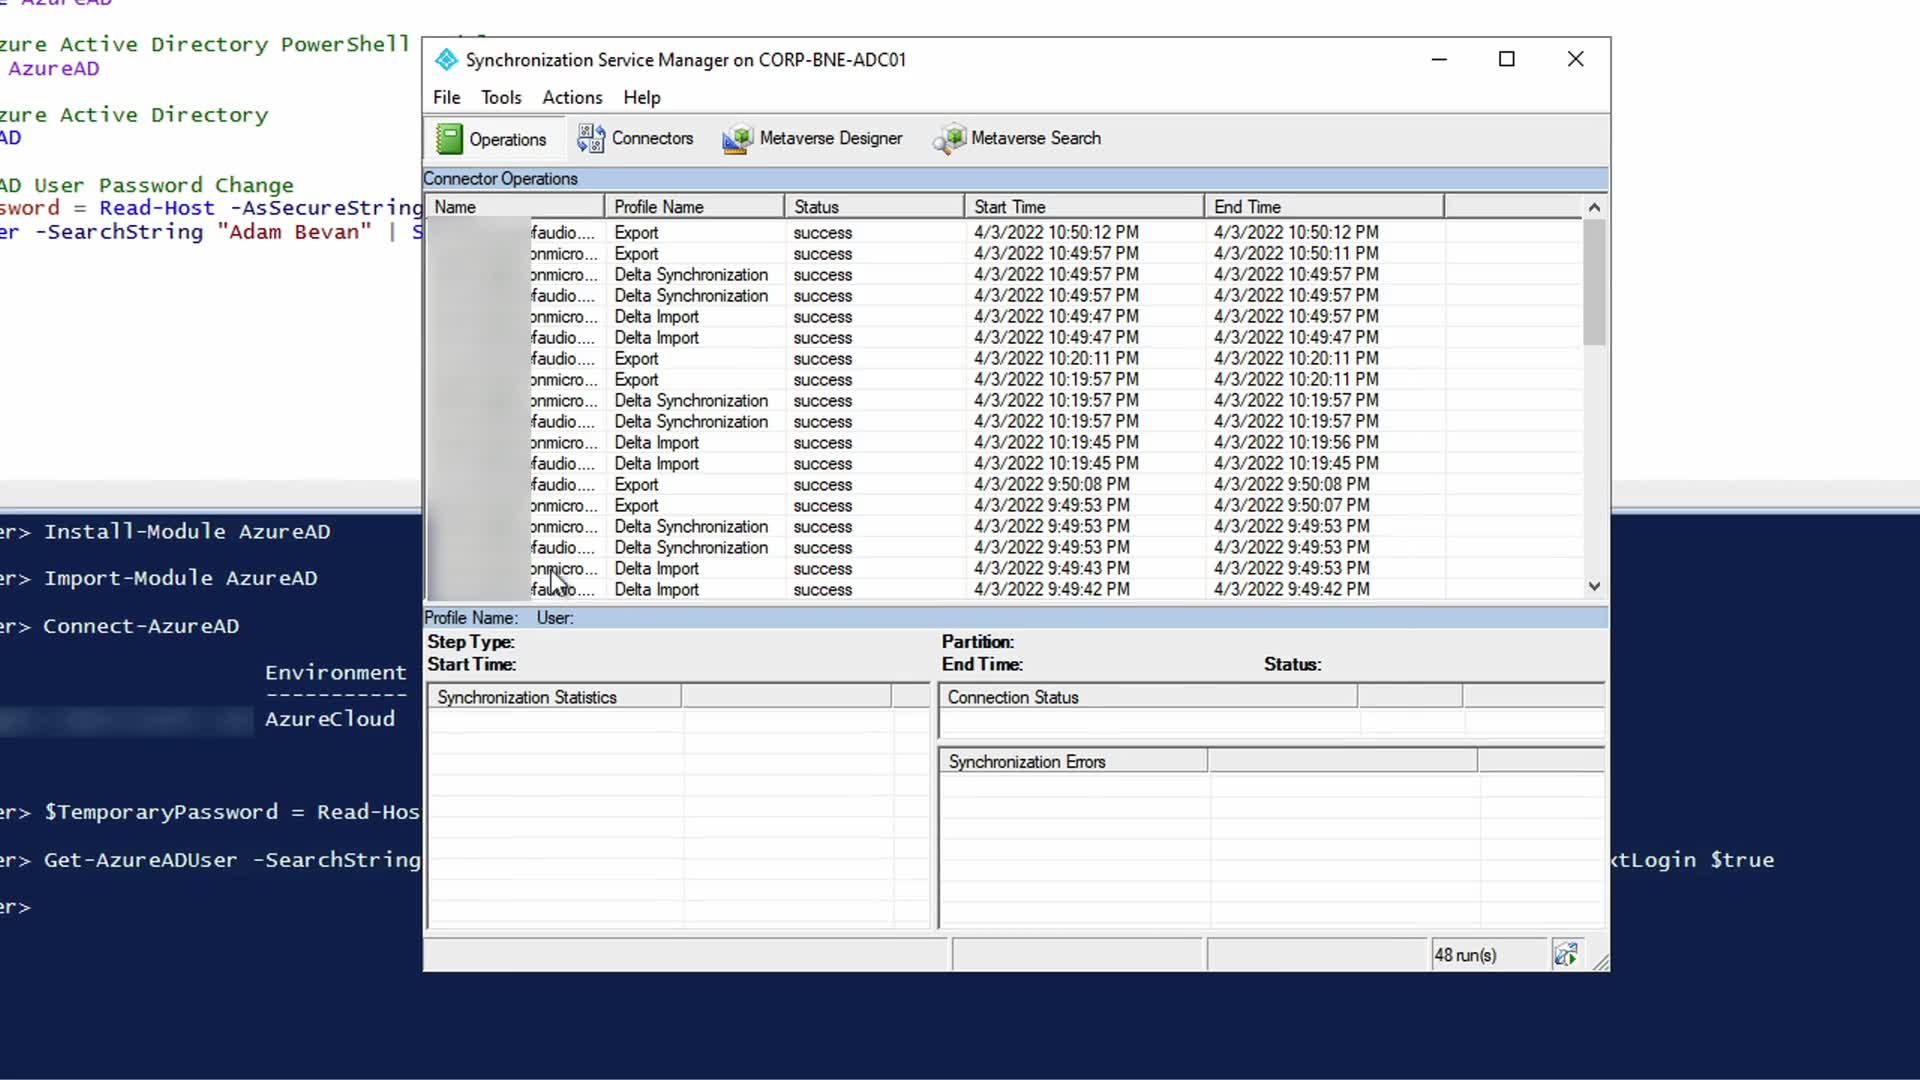 AzureAD
zure Active Directory PowerShell
AzureAD
zure Active Directory
AD
AD User Password Change
sword = Read-Host -AsSecureString
er -SearchString "Adam Bevan" | S
Synchronization Service Manager on CORP-BNE-ADC01
File Tools Actions Help
Operations Connectors Metaverse Designer Metaverse Search
Connector Operations
Name Profile Name Status Start Time End Time
faudio.... Export success 4/3/2022 10:50:12 PM 4/3/2022 10:50:12 PM
onmicro... Export success 4/3/2022 10:49:57 PM 4/3/2022 10:50:11 PM
onmicro... Delta Synchronization success 4/3/2022 10:49:57 PM 4/3/2022 10:49:57 PM
faudio.... Delta Synchronization success 4/3/2022 10:49:57 PM 4/3/2022 10:49:57 PM
onmicro... Delta Import success 4/3/2022 10:49:47 PM 4/3/2022 10:49:57 PM
faudio.... Delta Import success 4/3/2022 10:49:47 PM 4/3/2022 10:49:47 PM
faudio.... Export success 4/3/2022 10:20:11 PM 4/3/2022 10:20:11 PM
onmicro... Export success 4/3/2022 10:19:57 PM 4/3/2022 10:20:11 PM
onmicro... Delta Synchronization success 4/3/2022 10:19:57 PM 4/3/2022 10:19:57 PM
faudio.... Delta Synchronization success 4/3/2022 10:19:57 PM 4/3/2022 10:19:57 PM
onmicro... Delta Import success 4/3/2022 10:19:45 PM 4/3/2022 10:19:56 PM
faudio.... Delta Import success 4/3/2022 10:19:45 PM 4/3/2022 10:19:45 PM
faudio.... Export success 4/3/2022 9:50:08 PM 4/3/2022 9:50:08 PM
onmicro... Export success 4/3/2022 9:49:53 PM 4/3/2022 9:50:07 PM
onmicro... Delta Synchronization success 4/3/2022 9:49:53 PM 4/3/2022 9:49:53 PM
faudio.... Delta Synchronization success 4/3/2022 9:49:53 PM 4/3/2022 9:49:53 PM
onmicro... Delta Import success 4/3/2022 9:49:43 PM 4/3/2022 9:49:53 PM
faudio.... Delta Import success 4/3/2022 9:49:42 PM 4/3/2022 9:49:42 PM
Profile Name: User:
Step Type: Partition:
Start Time: End Time: Status:
Synchronization Statistics Connection Status
Synchronization Errors
48 run(s)
er> Install-Module AzureAD
er> Import-Module AzureAD
er> Connect-AzureAD
Environment
-----------
AzureCloud
er> $TemporaryPassword = Read-Hos
er> Get-AzureADUser -SearchString xtLogin $true
er>